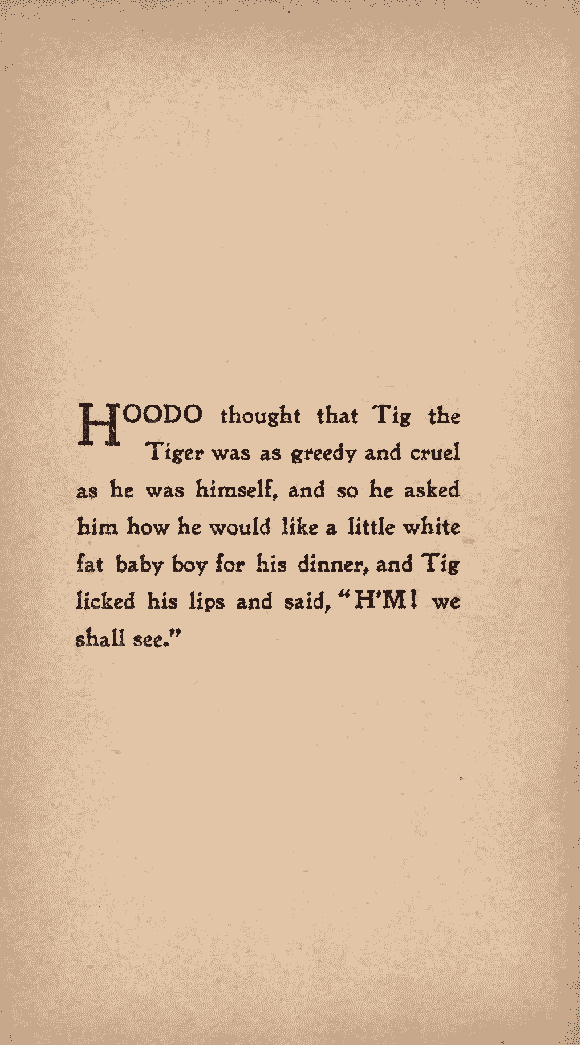 HOODO thought that Tig the
Tiger was as greedy and cruel
as he was himself, and so he asked
him how he would like a little white
fat baby boy for his dinner, and Tig
licked his lips and said, “H’M! we
shall see.”